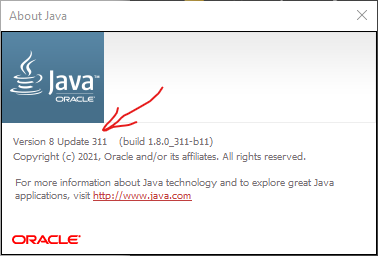 About Java
Java™
ORACLE
Version 8 Update 311 (build 1.8.0_311-b11)
Copyright (c) 2021, Oracle and/or its affiliates. All rights reserved.
For more information about Java technology and to explore great Java
applications, visit http://www.java.com
ORACLE